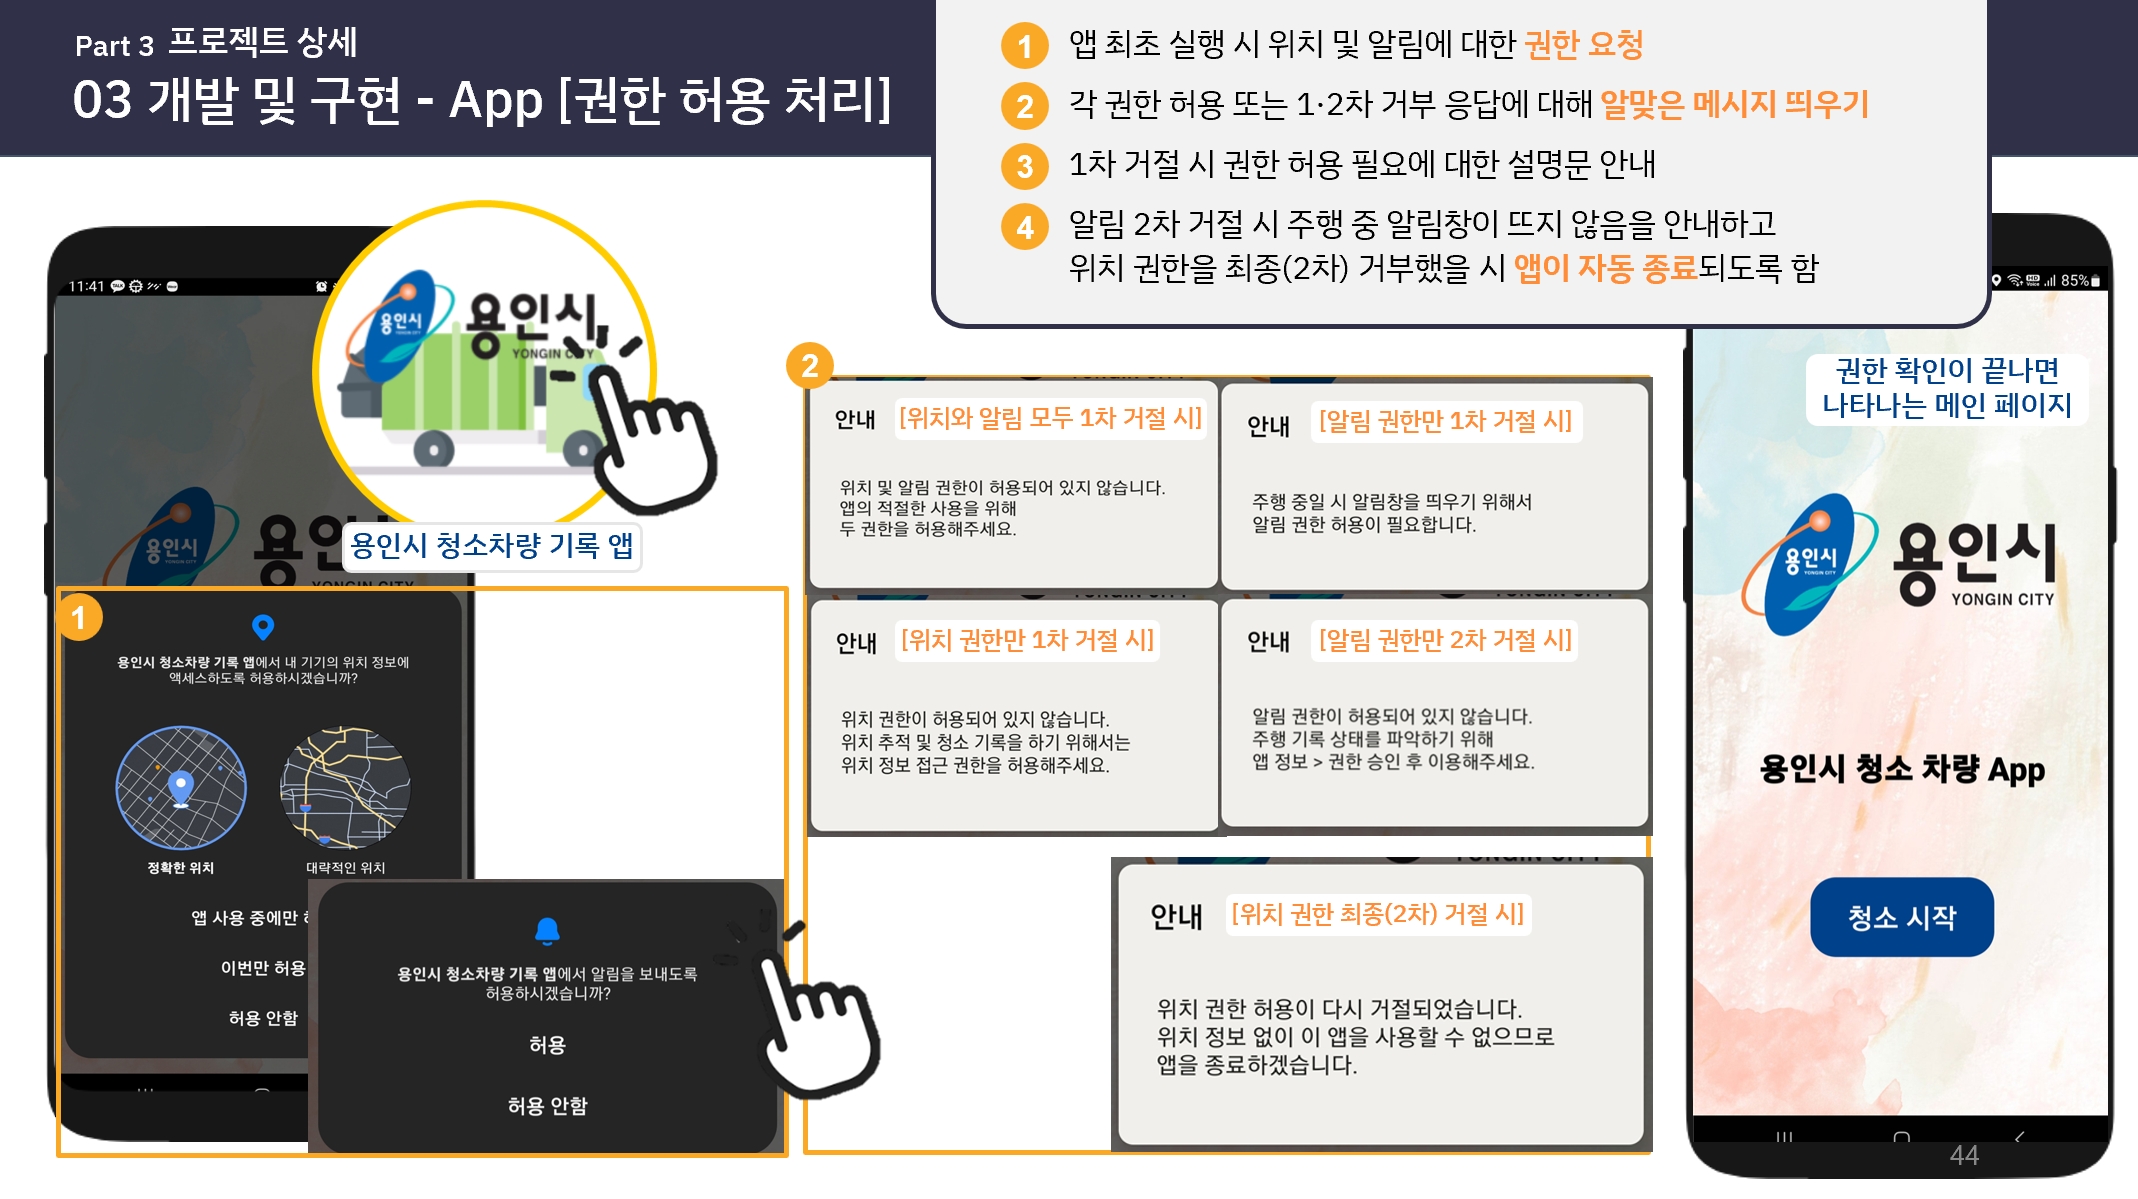 Part 3 프로젝트 상세
03 개발 및 구현 - App [권한 허용 처리]
1 앱 최초 실행 시 위치 및 알림에 대한 권한 요청
2 각 권한 허용 또는 1·2차 거부 응답에 대해 알맞은 메시지 띄우기
3 1차 거절 시 권한 허용 필요에 대한 설명문 안내
4 알림 2차 거절 시 주행 중 알림창이 뜨지 않음을 안내하고
위치 권한을 최종(2차) 거부했을 시 앱이 자동 종료되도록 함
11:41
용인시
YONGIN CITY
용인시
YONGIN CITY
용인시 청소차량 기록 앱
용인시
YONGIN CITY
용인
YONGIN CITY
1
용인시 청소차량 기록 앱에서 내 기기의 위치 정보에
액세스하도록 허용하시겠습니까?
정확한 위치
대략적인 위치
앱 사용 중에만
이번만 허용
허용 안함
용인시 청소차량 기록 앱에서 알림을 보내도록
허용하시겠습니까?
허용
허용 안함
2
안내 [위치와 알림 모두 1차 거절 시]
위치 및 알림 권한이 허용되어 있지 않습니다.
앱의 적절한 사용을 위해
두 권한을 허용해주세요.
안내 [알림 권한만 1차 거절 시]
주행 중일 시 알림창을 띄우기 위해서
알림 권한 허용이 필요합니다.
안내 [위치 권한만 1차 거절 시]
위치 권한이 허용되어 있지 않습니다.
위치 추적 및 청소 기록을 하기 위해서는
위치 정보 접근 권한을 허용해주세요.
안내 [알림 권한만 2차 거절 시]
알림 권한이 허용되어 있지 않습니다.
주행 기록 상태를 파악하기 위해
앱 정보 > 권한 승인 후 이용해주세요.
YONGIN CITY
안내 [위치 권한 최종(2차) 거절 시]
위치 권한 허용이 다시 거절되었습니다.
위치 정보 없이 이 앱을 사용할 수 없으므로
앱을 종료하겠습니다.
85%
권한 확인이 끝나면
나타나는 메인 페이지
용인시
YONGIN CITY
용인시
YONGIN CITY
용인시 청소 차량 App
청소 시작
44